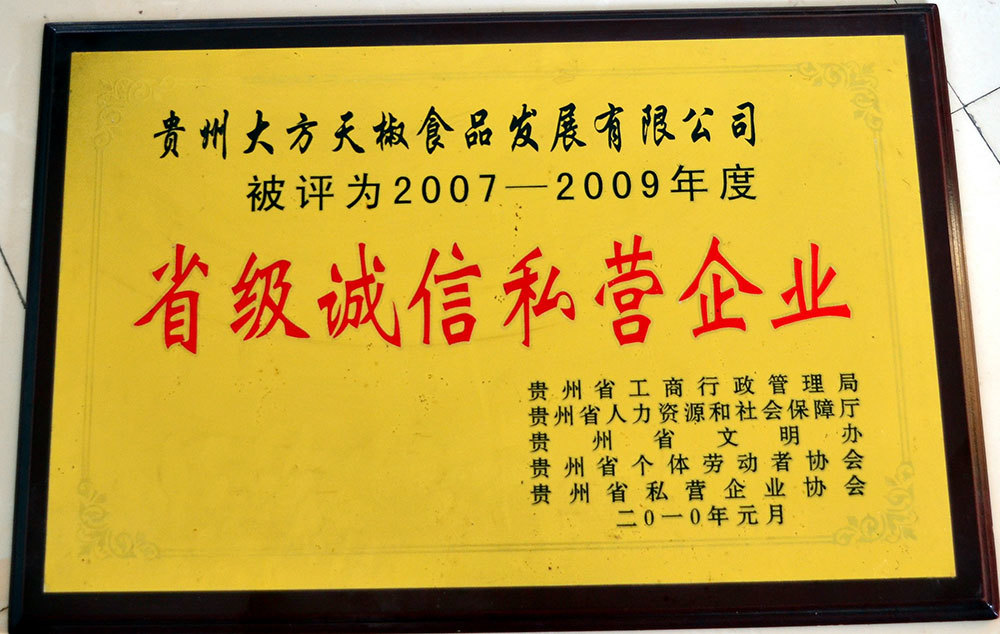 贵州大方天椒食品发展有限公司
被评为2007—2009年度
省级诚信私营企业
贵州省工商行政管理局
贵州省人力资源和社会保障厅
贵州省文明办
贵州省个体劳动者协会
贵州省私营企业协会
二0一0年元月